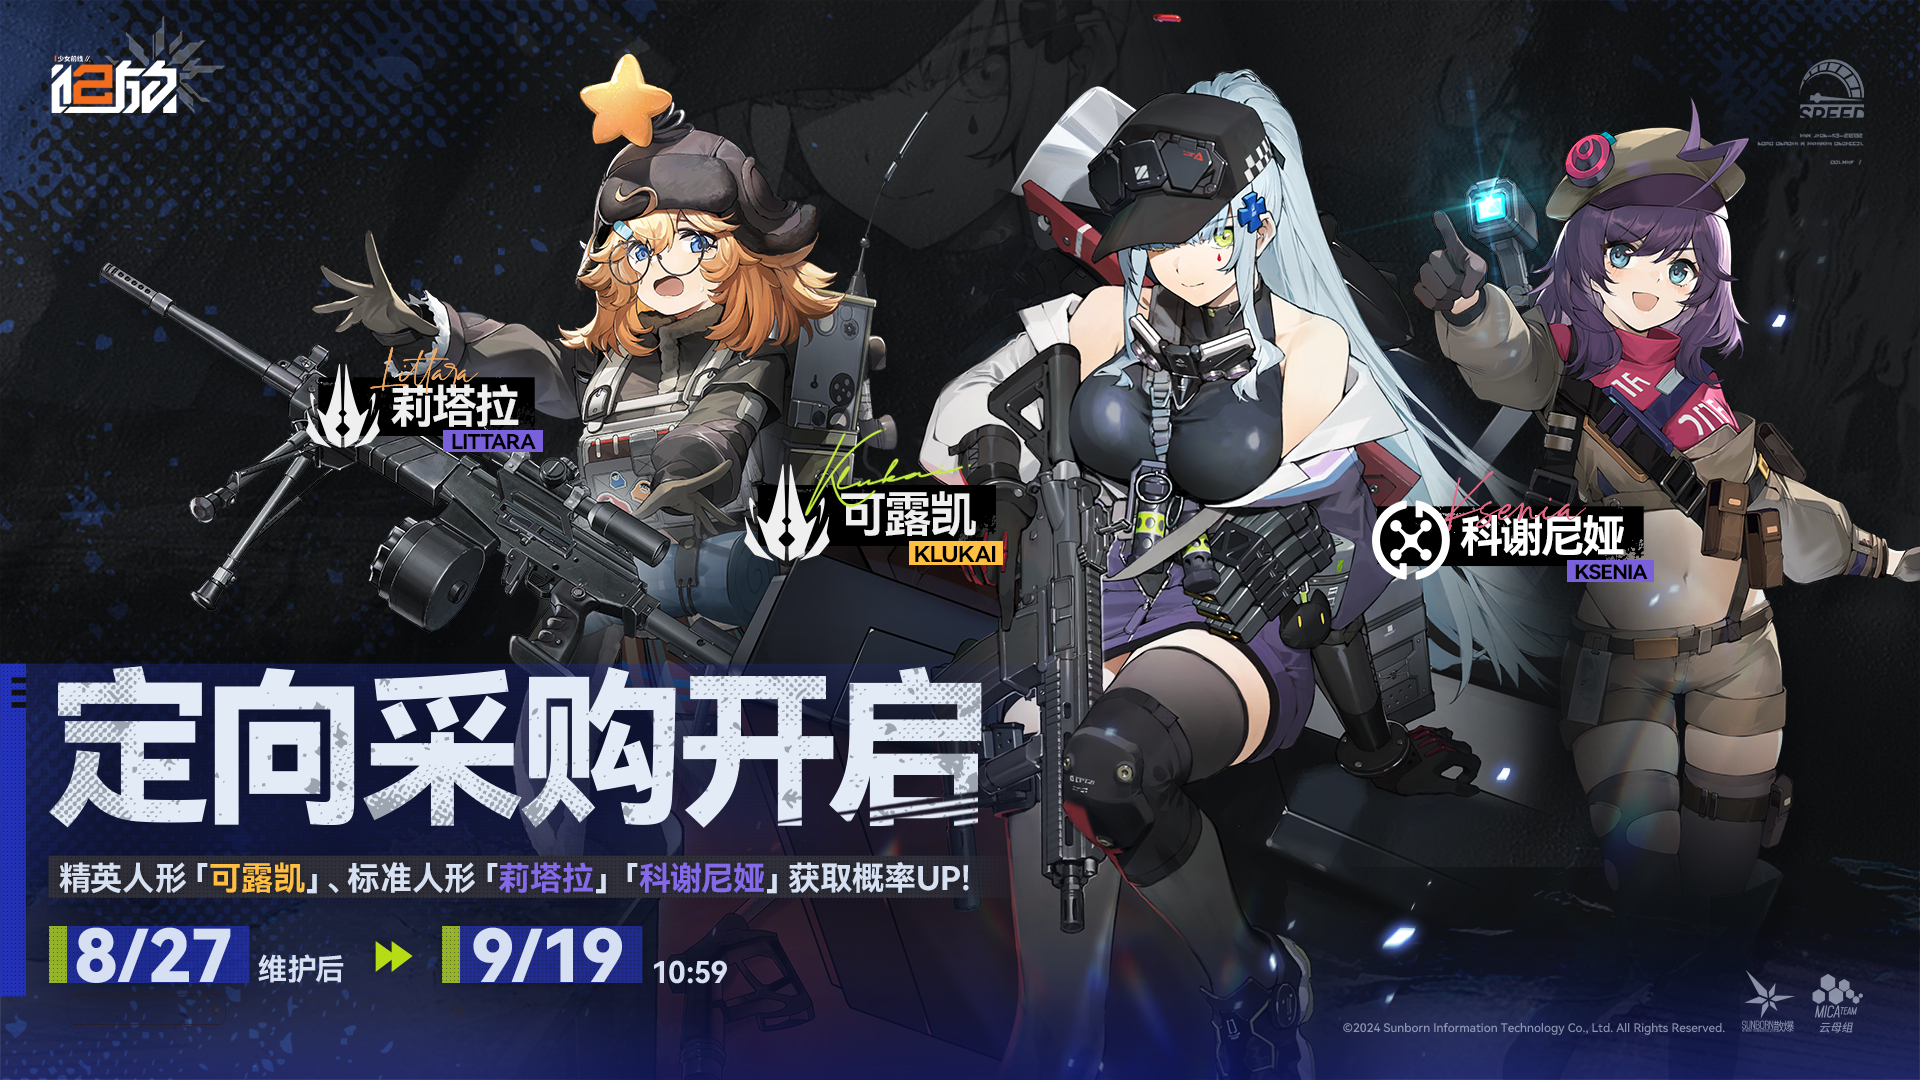 少女前线
SPEED
Littara
莉塔拉
LITTARA
Klukai
可露凯
KLUKAI
Ksenia
科谢尼娅
KSENIA
定向采购开启
精英人形「可露凯」、标准人形「莉塔拉」「科谢尼娅」获取概率UP!
8/27 维护后 9/19 10:59
©2024 Sunborn Information Technology Co., Ltd. All Rights Reserved.
SUNBORN散爆
MICATEAM
云母组